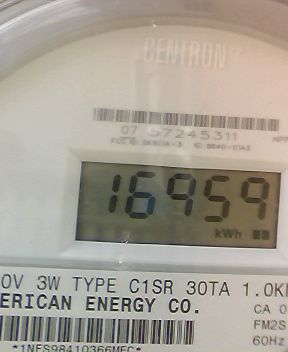 CENTRON
07 57245311
16959
kWh
0V 3W TYPE C1SR 30TA 1.0K
ERICAN ENERGY CO.
CA 0
FM2S
60Hz
*1NES98410366MEC*